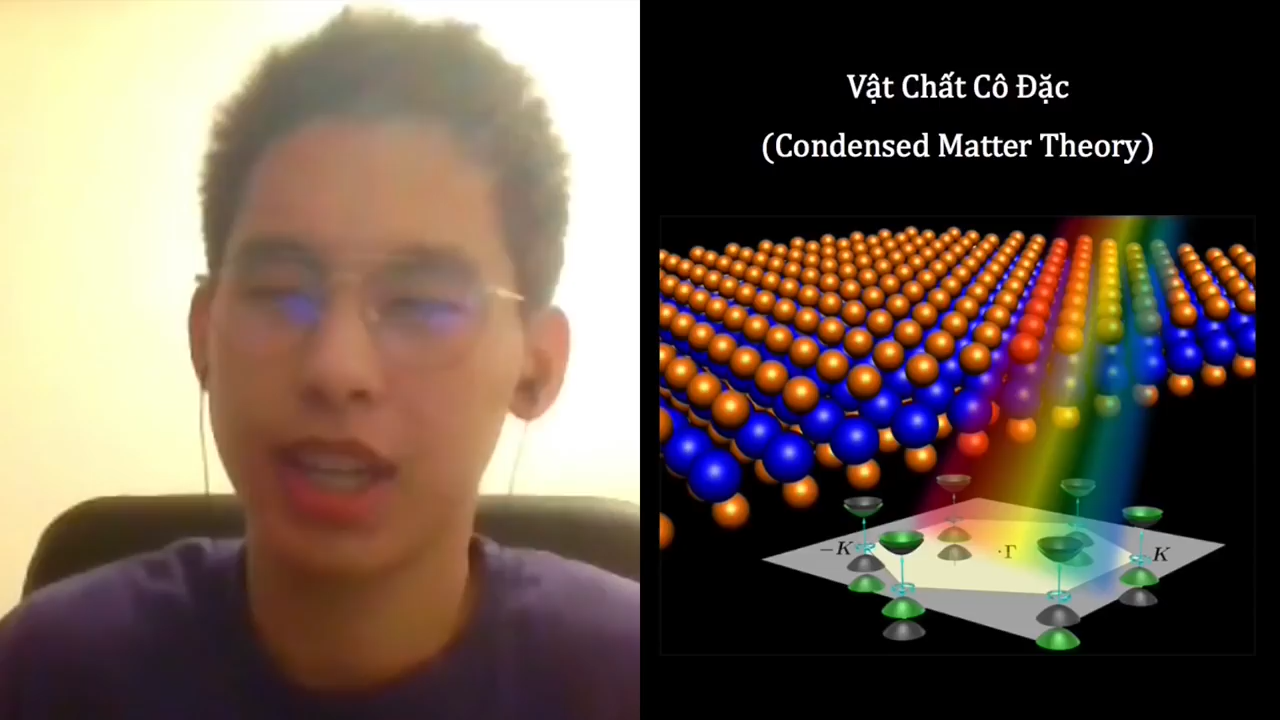 Vật Chất Cô Đặc
(Condensed Matter Theory)
−K
·Γ
K